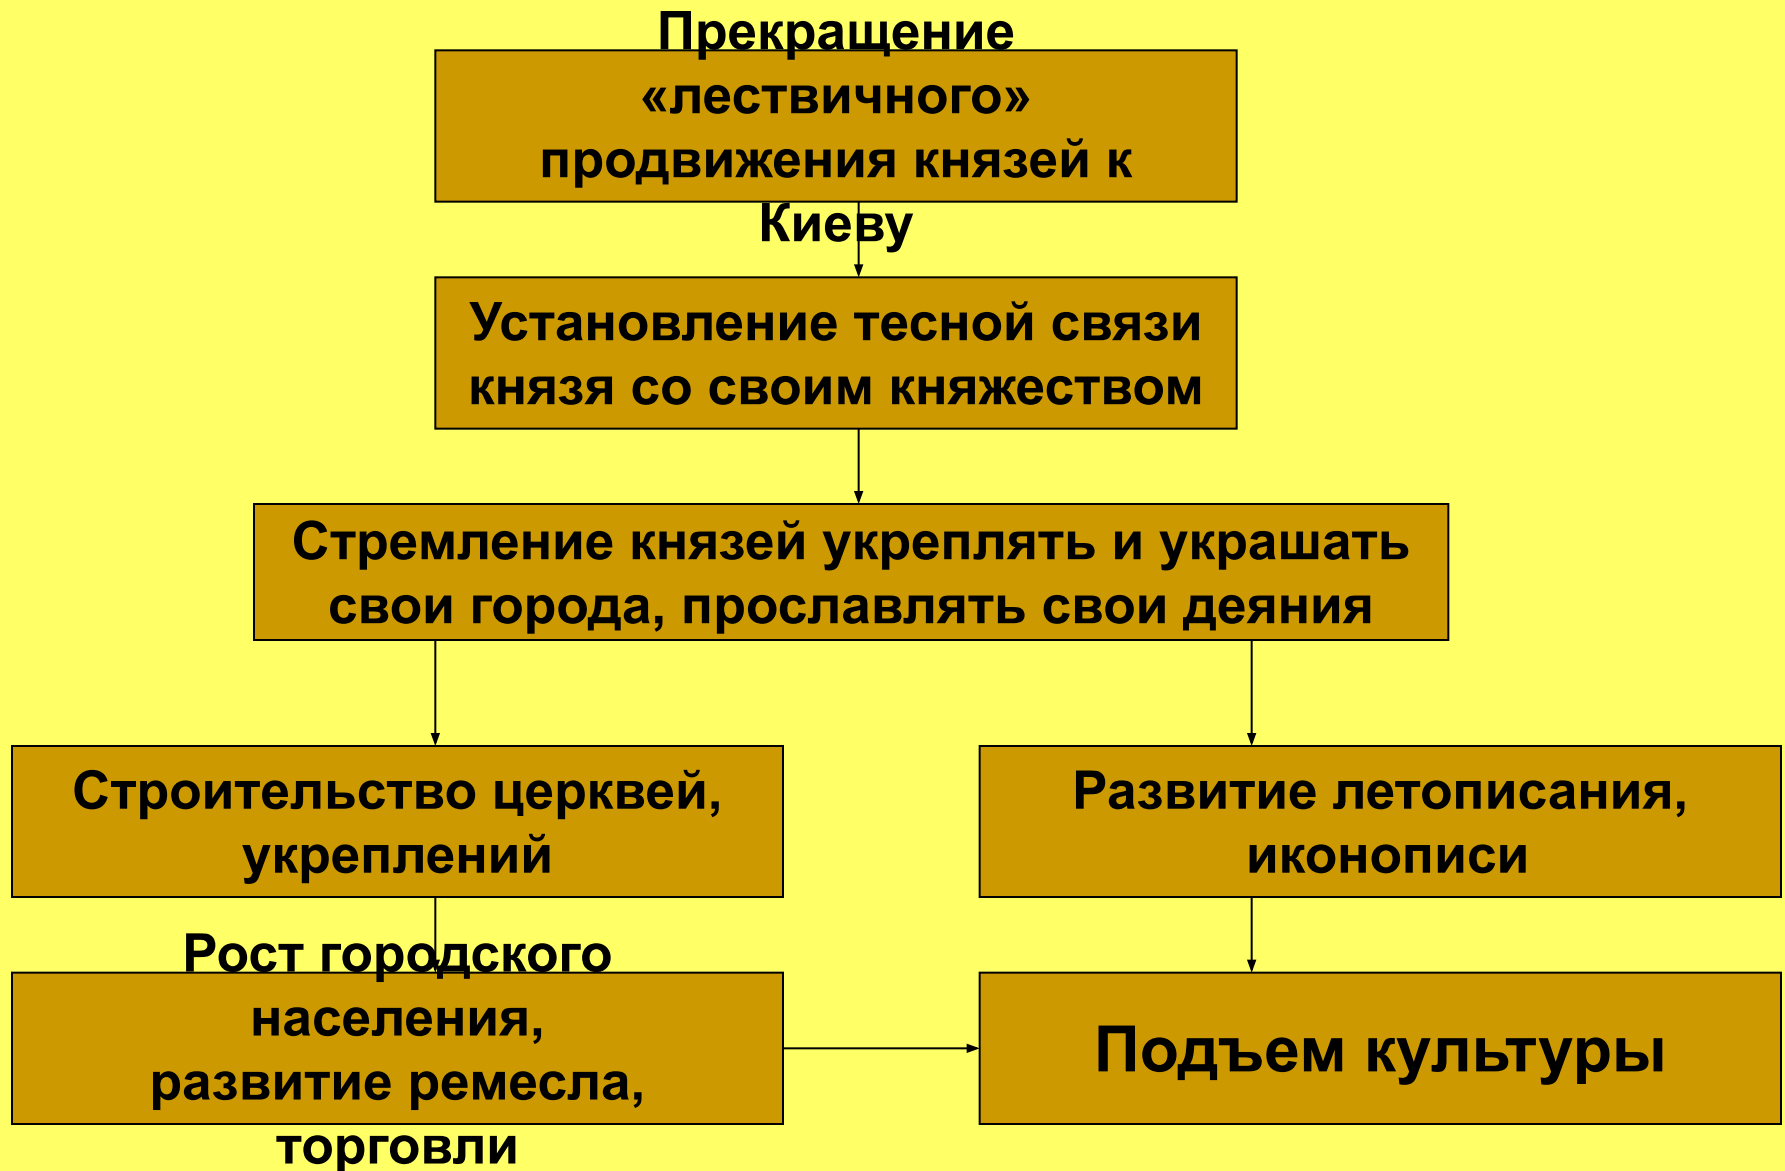 Прекращение
«лествичного»
продвижения князей к
Киеву
Установление тесной связи
князя со своим княжеством
Стремление князей укреплять и украшать
свои города, прославлять свои деяния
Строительство церквей,
укреплений
Развитие летописания,
иконописи
Рост городского
населения,
развитие ремесла,
торговли
Подъем культуры